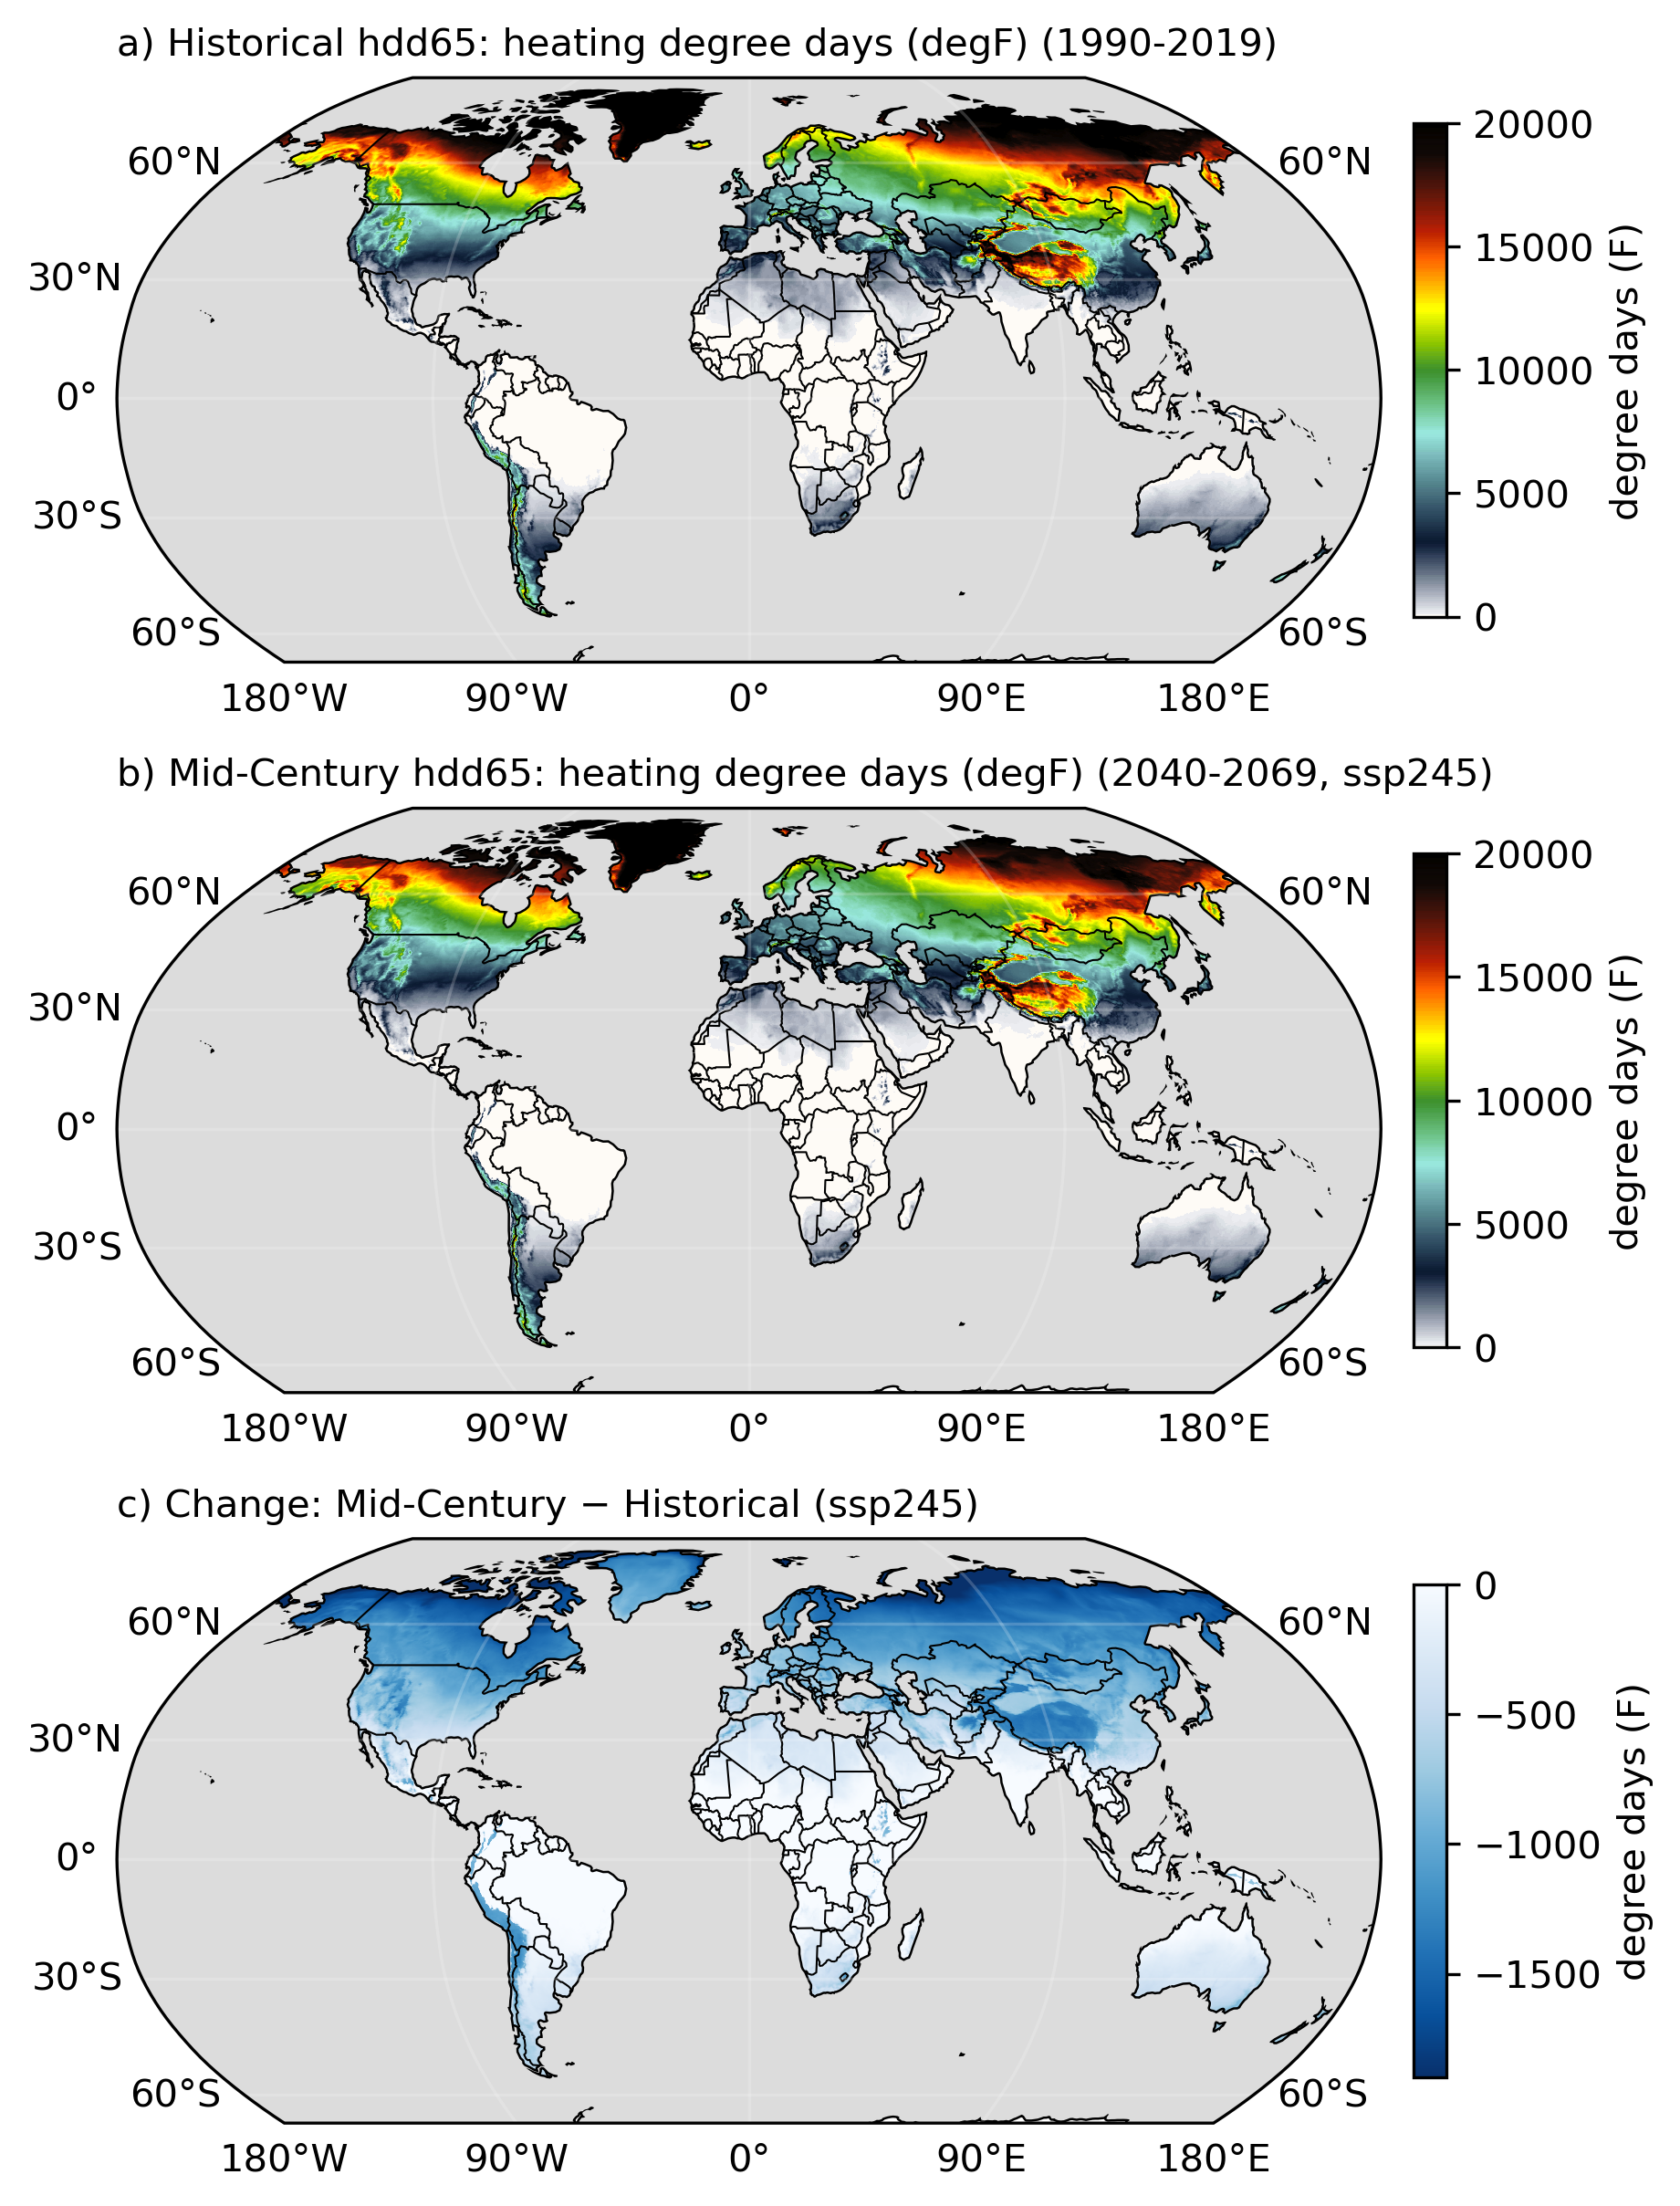 a) Historical hdd65: heating degree days (degF) (1990-2019)
60°N
60°N
30°N
0°
30°S
60°S
60°S
180°W
90°W
0°
90°E
180°E
20000
15000
10000
5000
0
degree days (F)
b) Mid-Century hdd65: heating degree days (degF) (2040-2069, ssp245)
60°N
60°N
30°N
0°
30°S
60°S
60°S
180°W
90°W
0°
90°E
180°E
20000
15000
10000
5000
0
degree days (F)
c) Change: Mid-Century − Historical (ssp245)
60°N
60°N
30°N
0°
30°S
60°S
60°S
180°W
90°W
0°
90°E
180°E
0
−500
−1000
−1500
degree days (F)